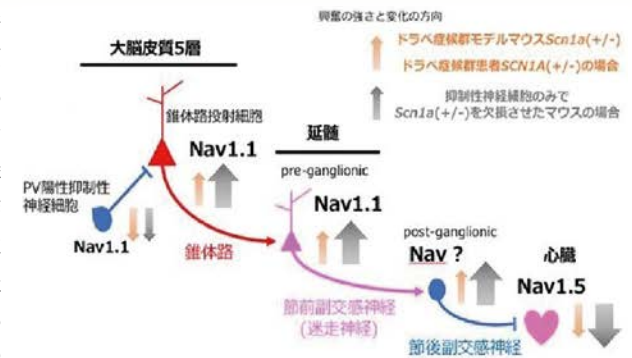 興奮の強さと変化の方向
ドラベ症候群モデルマウスScn1a(+/-)
ドラベ症候群患者SCN1A(+/-)の場合
抑制性神経細胞のみで
Scn1a(+/-)を欠損させたマウスの場合
大脳皮質5層
錐体路投射細胞
Nav1.1
PV陽性抑制性
神経細胞
Nav1.1
錐体路
延髄
pre-ganglionic
Nav1.1
節前副交感神経
(迷走神経)
post-ganglionic
Nav ?
心臓
Nav1.5
節後副交感神経